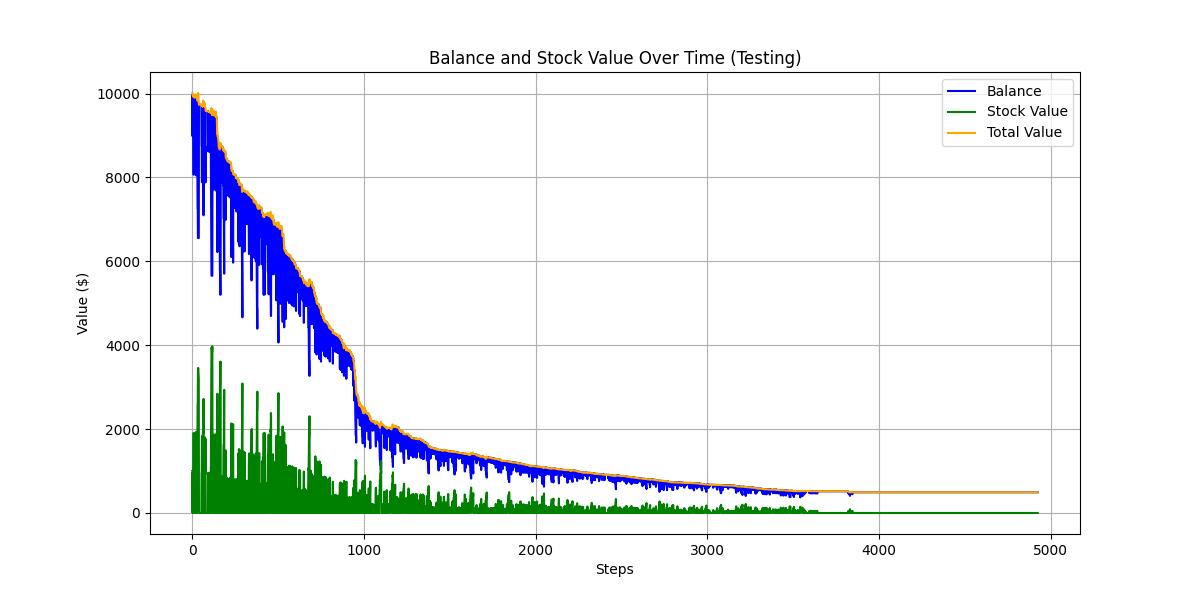 Balance and Stock Value Over Time (Testing)
Balance
Stock Value
Total Value
Value ($)
10000
8000
6000
4000
2000
0
0 1000 2000 3000 4000 5000
Steps